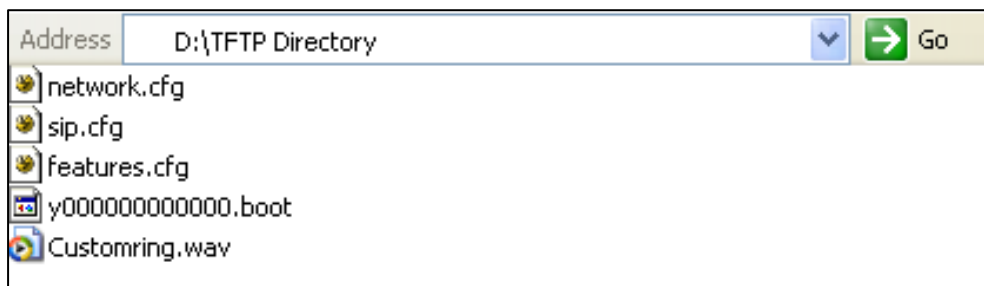 Address D:\TFTP Directory Go
network.cfg
sip.cfg
features.cfg
y000000000000.boot
Customring.wav